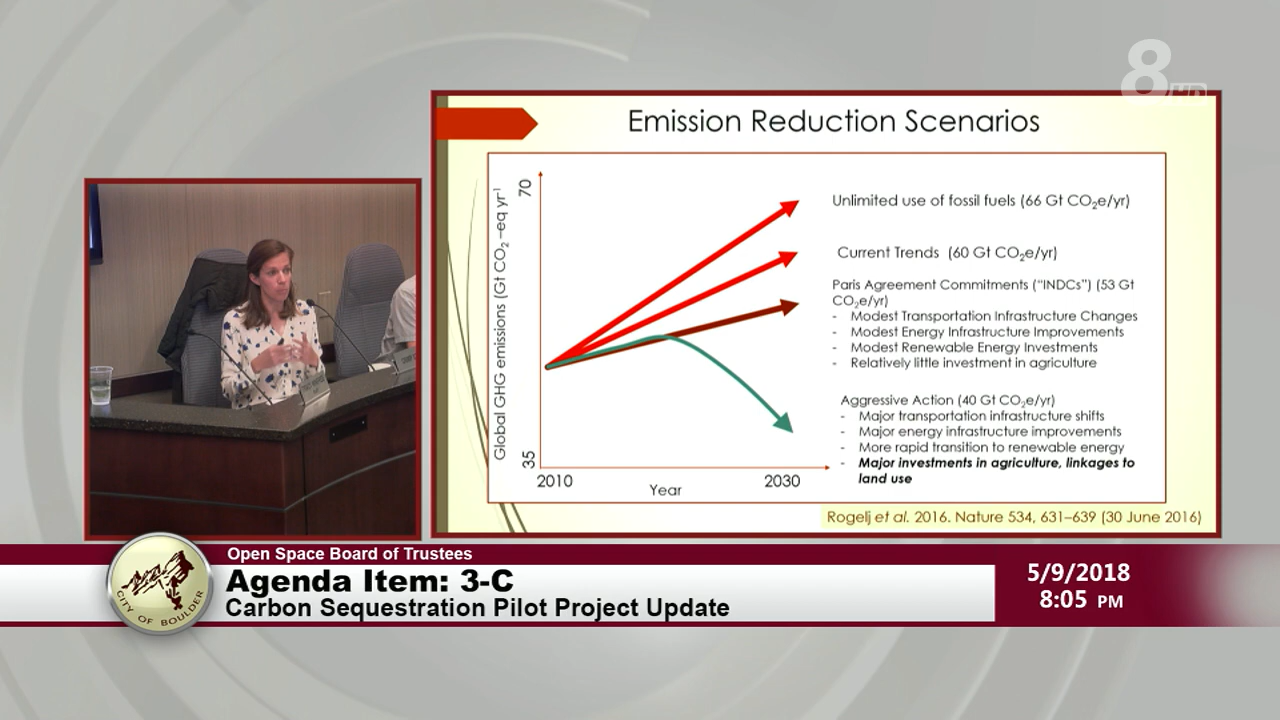 8
HD
Emission Reduction Scenarios
Global GHG emissions (Gt CO2 –eq yr1
70
35
2010
2030
Year
Unlimited use of fossil fuels (66 Gt CO2e/yr)
Current Trends (60 Gt CO2e/yr)
Paris Agreement Commitments (“INDCs”) (53 Gt
CO2e/yr)
- Modest Transportation Infrastructure Changes
- Modest Energy Infrastructure Improvements
- Modest Renewable Energy Investments
- Relatively little investment in agriculture
Aggressive Action (40 Gt CO2e/yr)
- Major transportation infrastructure shifts
- Major energy infrastructure improvements
- More rapid transition to renewable energy
- Major investments in agriculture, linkages to
land use
Rogelj et al. 2016. Nature 534, 631–639 (30 June 2016)
CITY OF BOULDER
Open Space Board of Trustees
Agenda Item: 3-C
Carbon Sequestration Pilot Project Update
5/9/2018
8:05 PM